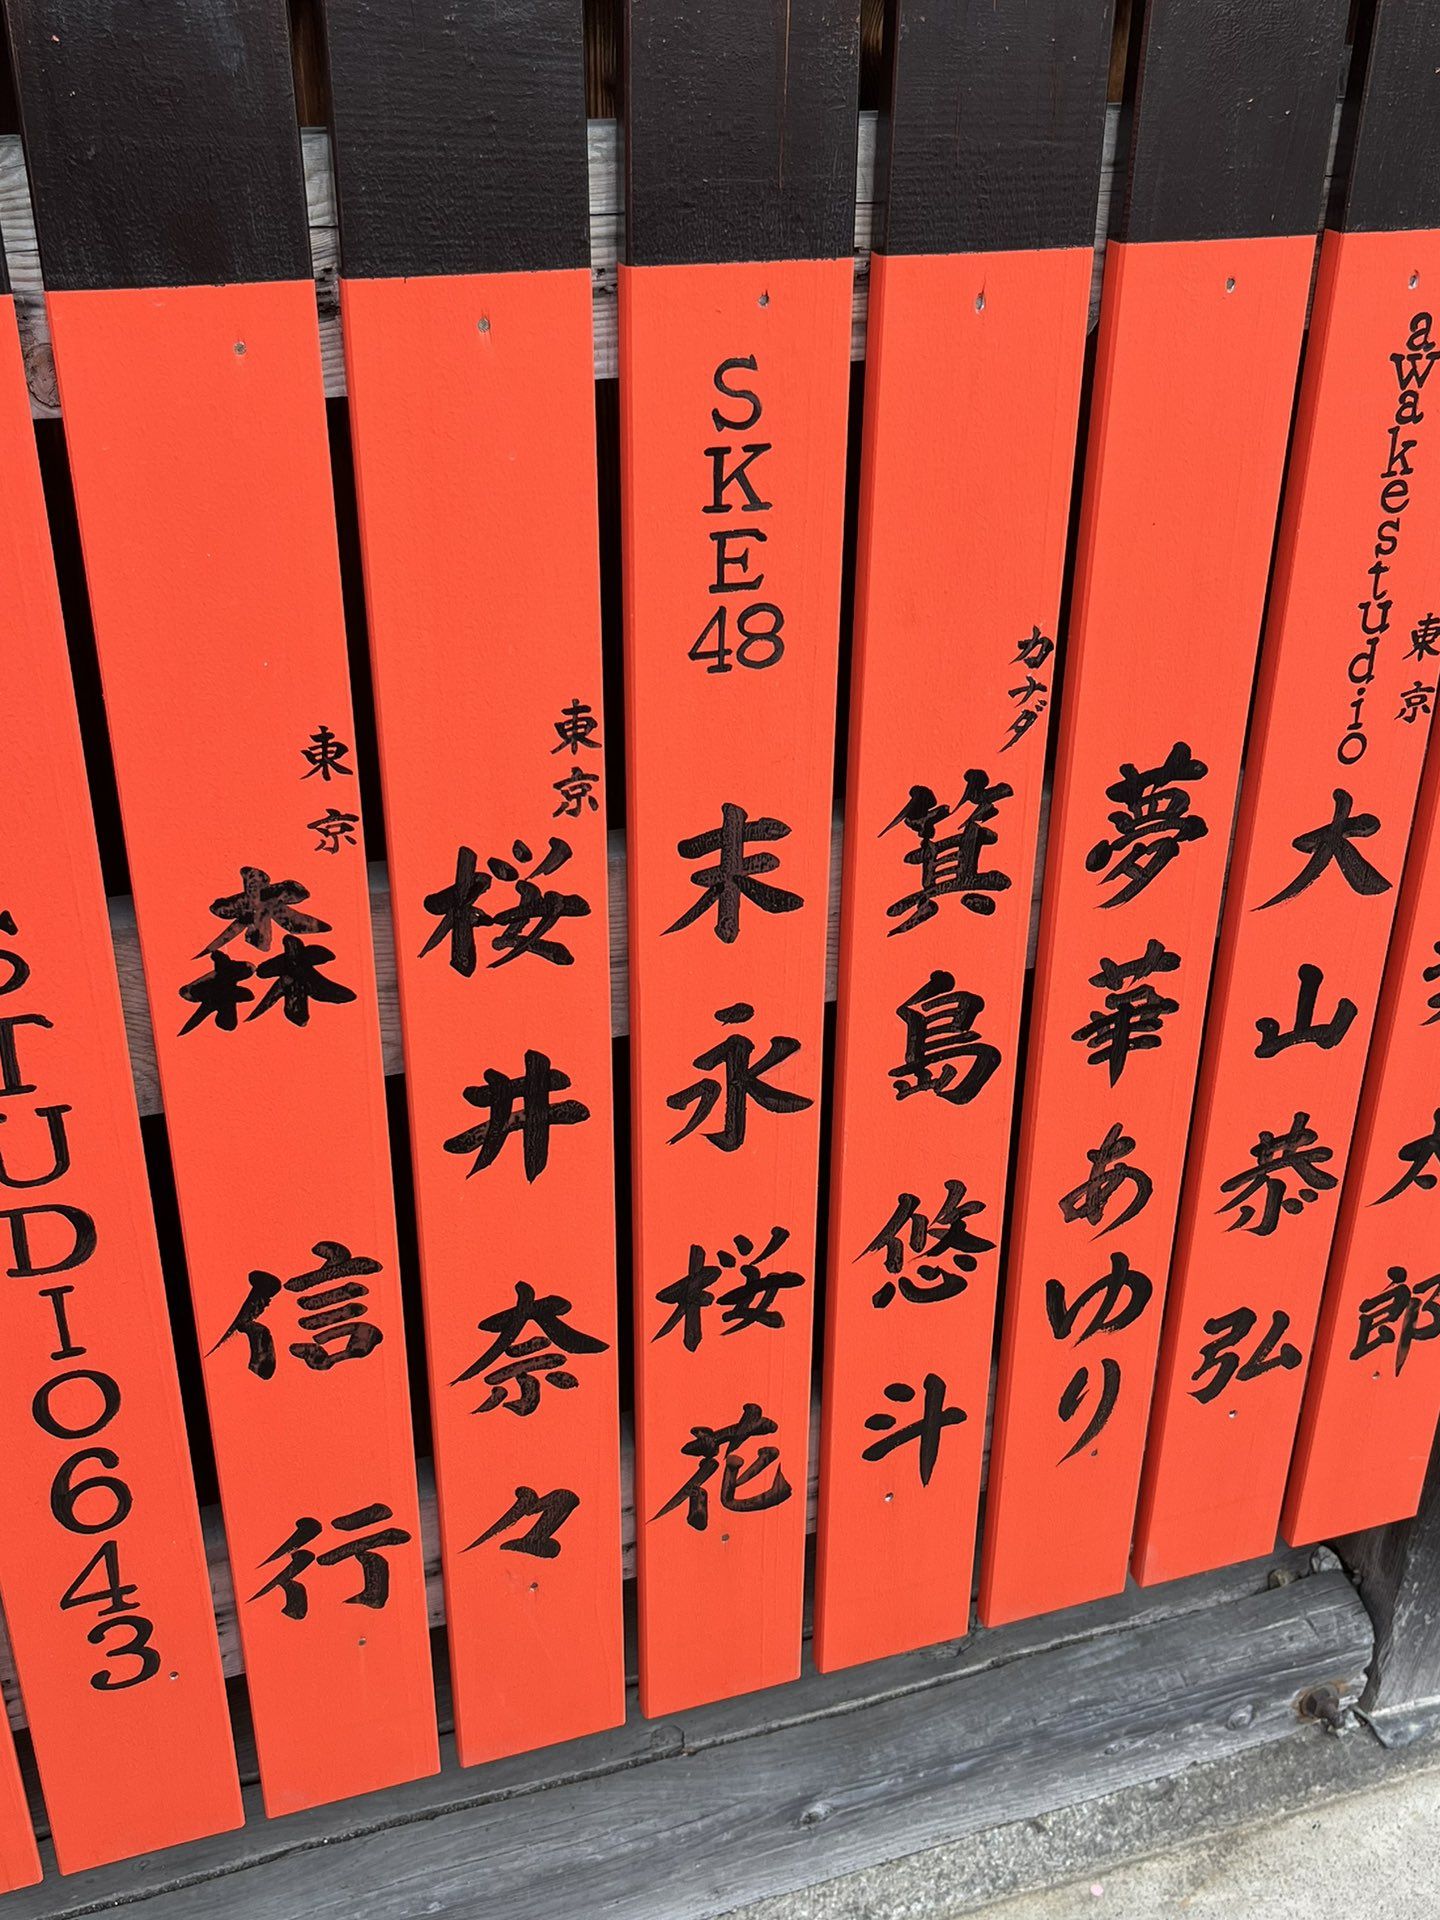 東京
太郎
awakestudio
大山恭弘
夢華あゆり
カナダ
箕島悠斗
SKE48
末永桜花
東京
桜井奈々
東京
森信行
STUDIO643